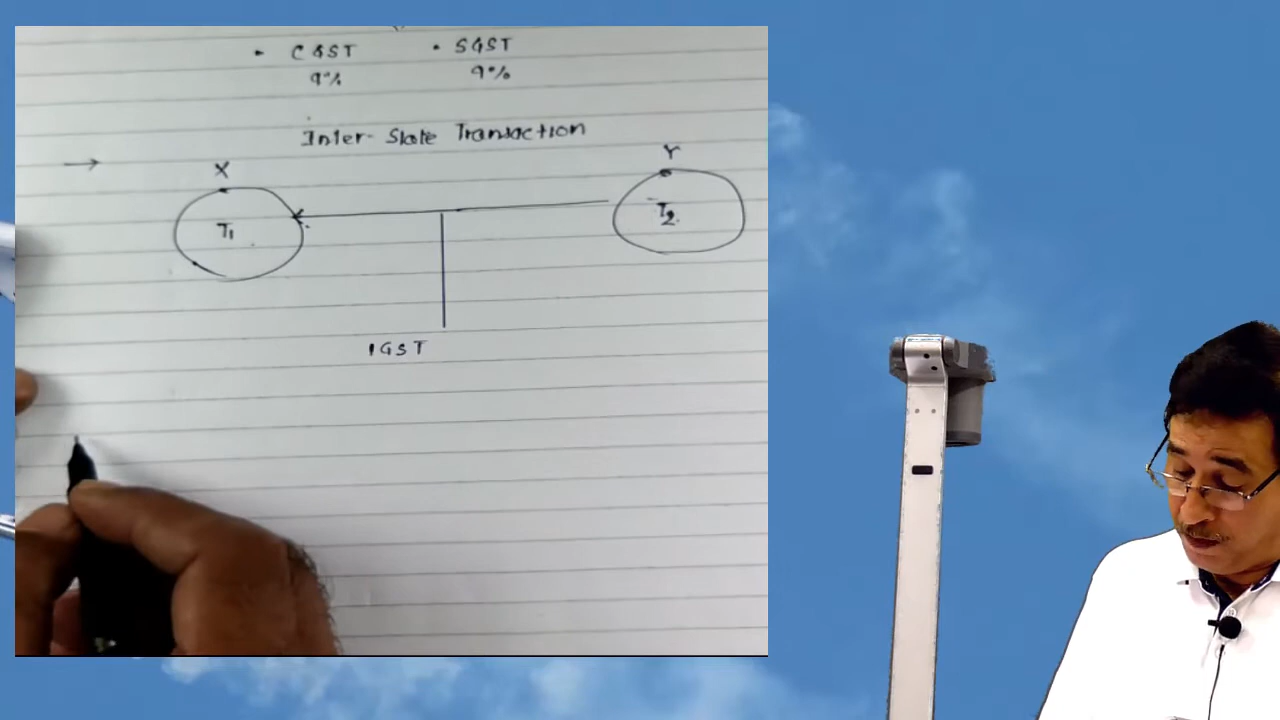 • CGST • SGST
9% 9%
Inter-State Transaction
→ X Y
T1 T2
IGST